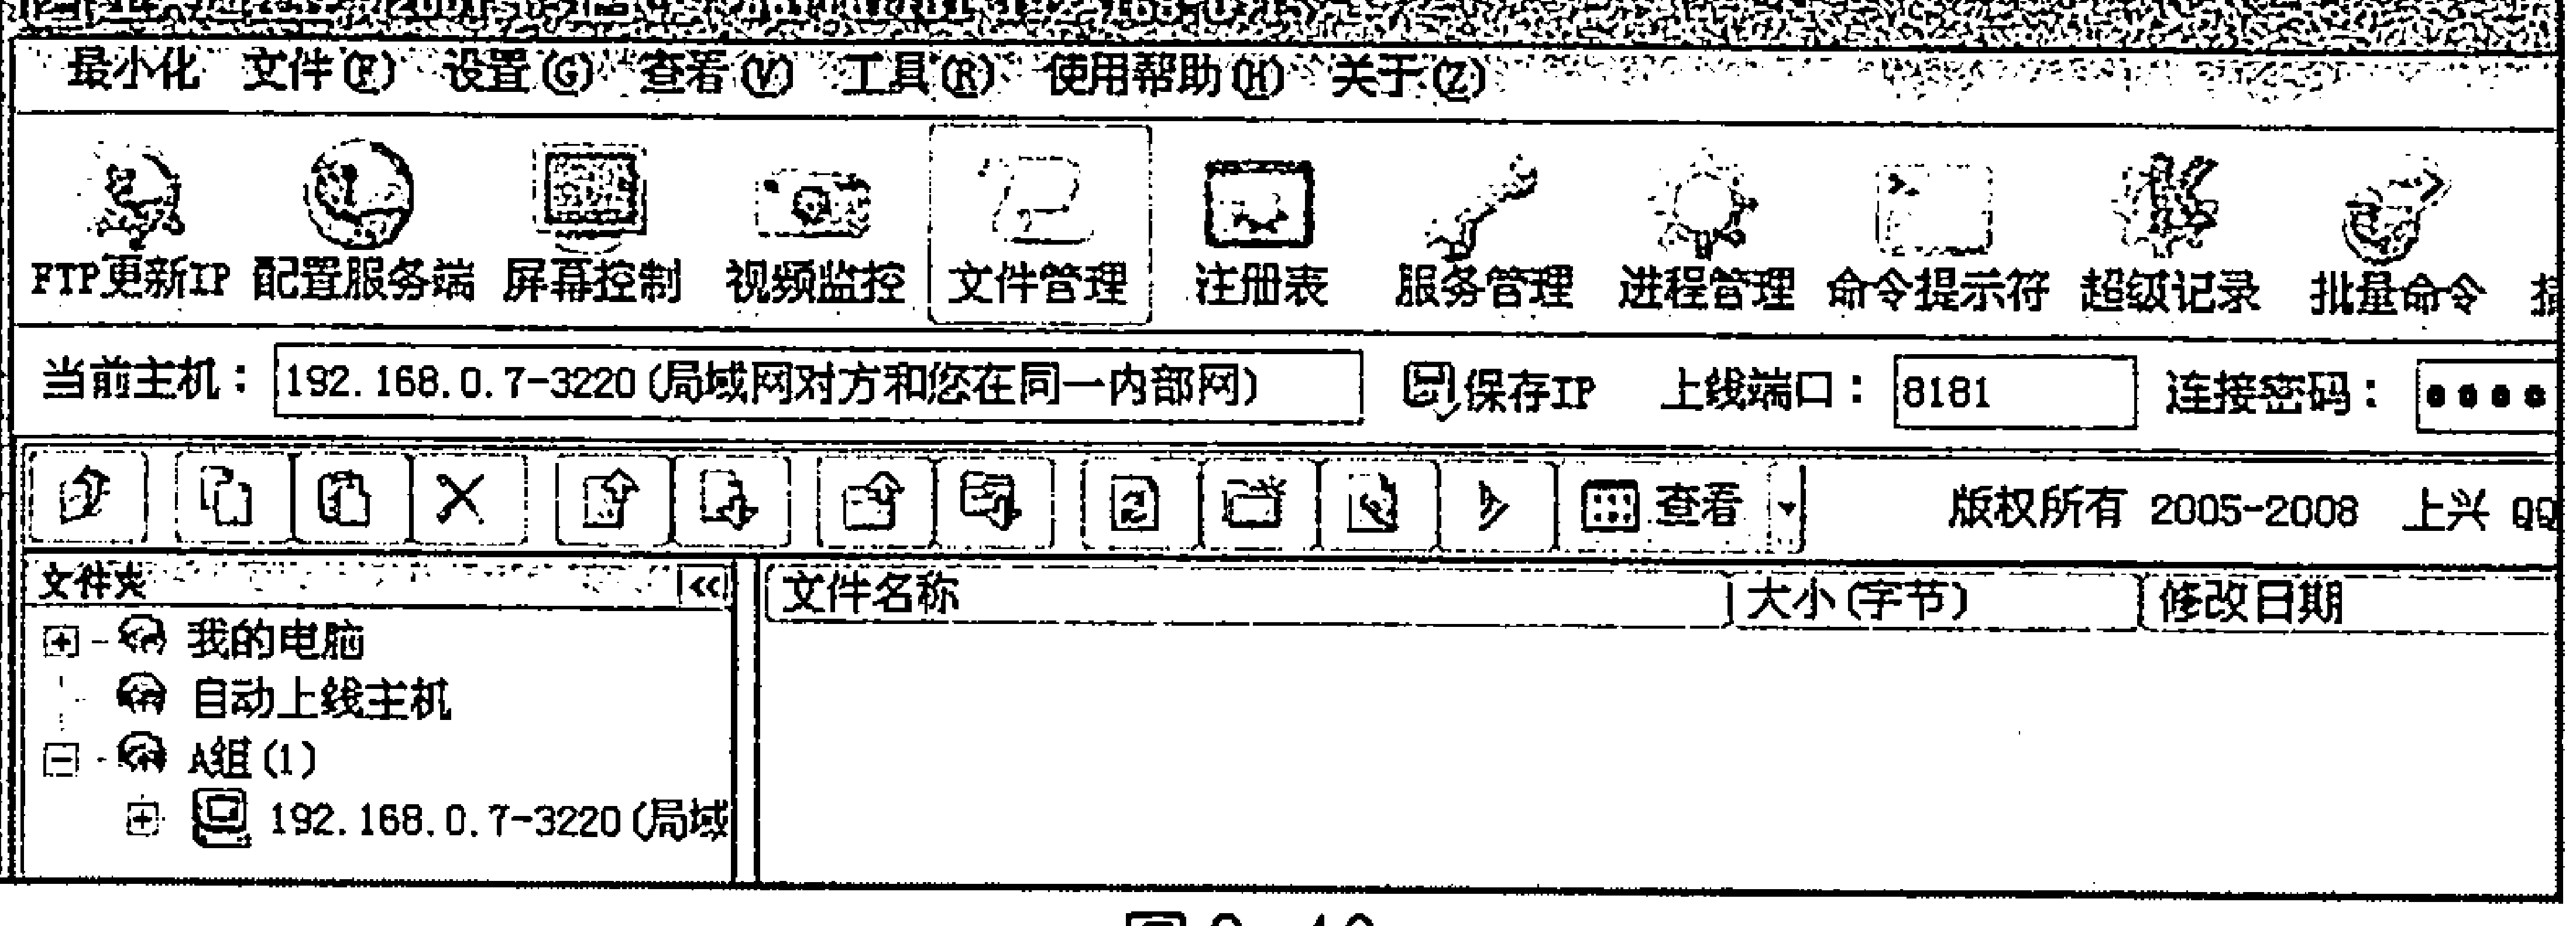 最小化 文件(F) 设置(G) 查看(V) 工具(R) 使用帮助(H) 关于(Z)
FTP更新IP 配置服务端 屏幕控制 视频监控 文件管理 注册表 服务管理 进程管理 命令提示符 超级记录 批量命令
当前主机： 192.168.0.7-3220(局域网对方和您在同一内部网) 保存IP 上线端口： 8181 连接密码：
查看 版权所有 2005-2008 上兴 QQ
文件夹 << 文件名称 大小(字节) 修改日期
我的电脑
自动上线主机
A组(1)
192.168.0.7-3220(局域